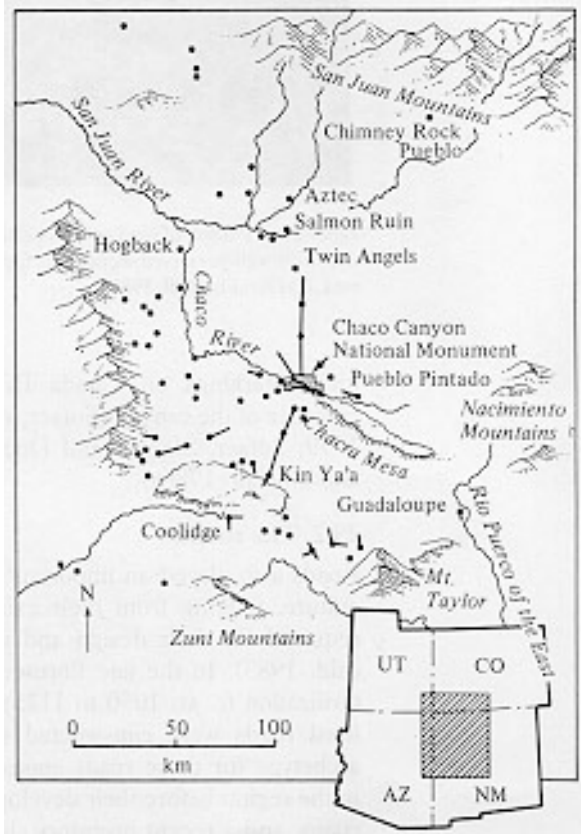 San Juan Mountains
Chimney Rock
Pueblo
San Juan River
Aztec
Salmon Ruin
Hogback
Twin Angels
Chaco
River
Chaco Canyon
National Monument
Pueblo Pintado
Nacimiento
Mountains
Chacra Mesa
Kin Ya'a
Guadaloupe
Coolidge
Rio Puerco of the East
N
Mt.
Taylor
Zuni Mountains
UT
CO
0
50
100
km
AZ
NM